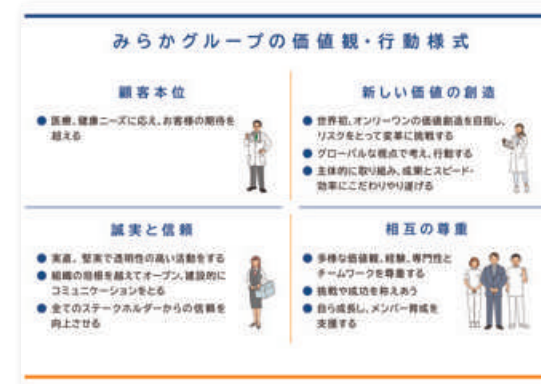 みらかグループの価値観・行動様式
顧客本位
● 医療、健康ニーズに応え、お客様の期待を
越える
新しい価値の創造
● 世界初、オンリーワンの価値創造を目指し、
リスクをとって変革に挑戦する
● グローバルな視点で考え、行動する
● 主体的に取り組み、成果とスピード・
効率にこだわりやり遂げる
誠実と信頼
● 実直、堅実で透明性の高い活動をする
● 組織の垣根を越えてオープン、建設的に
コミュニケーションをとる
● 全てのステークホルダーからの信頼を
向上させる
相互の尊重
● 多様な価値観、経験、専門性と
チームワークを尊重する
● 挑戦や成功を称えあう
● 自ら成長し、メンバー育成を
支援する